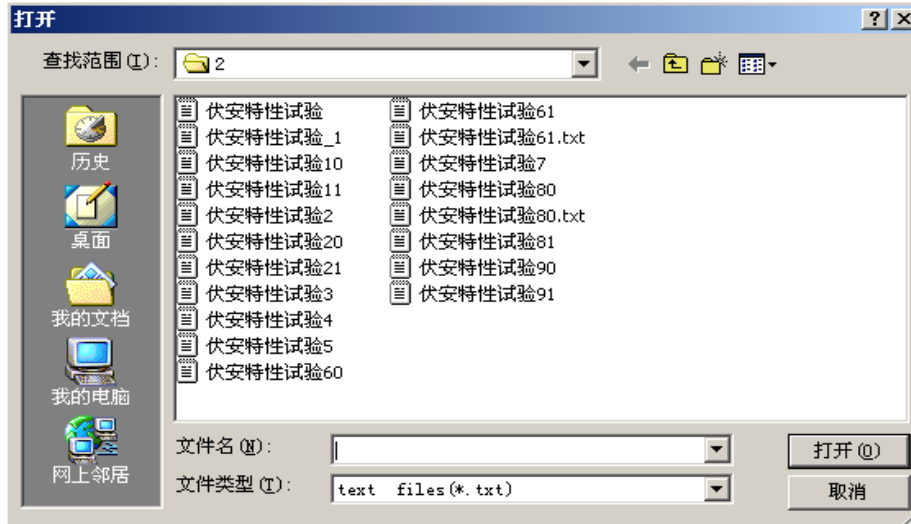 打开
查找范围(I):
2
历史
桌面
我的文档
我的电脑
网上邻居
伏安特性试验
伏安特性试验_1
伏安特性试验10
伏安特性试验11
伏安特性试验2
伏安特性试验20
伏安特性试验21
伏安特性试验3
伏安特性试验4
伏安特性试验5
伏安特性试验60
伏安特性试验61
伏安特性试验61.txt
伏安特性试验7
伏安特性试验80
伏安特性试验80.txt
伏安特性试验81
伏安特性试验90
伏安特性试验91
文件名(N):
打开(O)
文件类型(T):
text files(*.txt)
取消